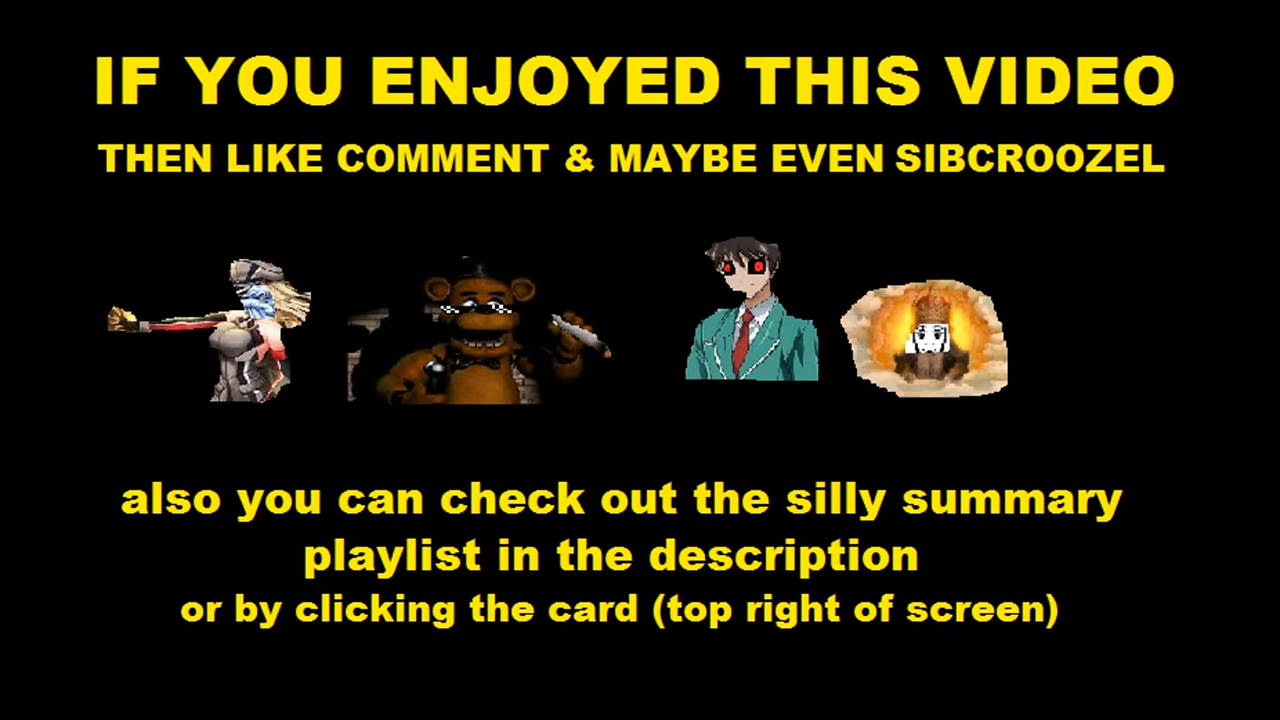 IF YOU ENJOYED THIS VIDEO
THEN LIKE COMMENT & MAYBE EVEN SIBCROOZEL
also you can check out the silly summary
playlist in the description
or by clicking the card (top right of screen)